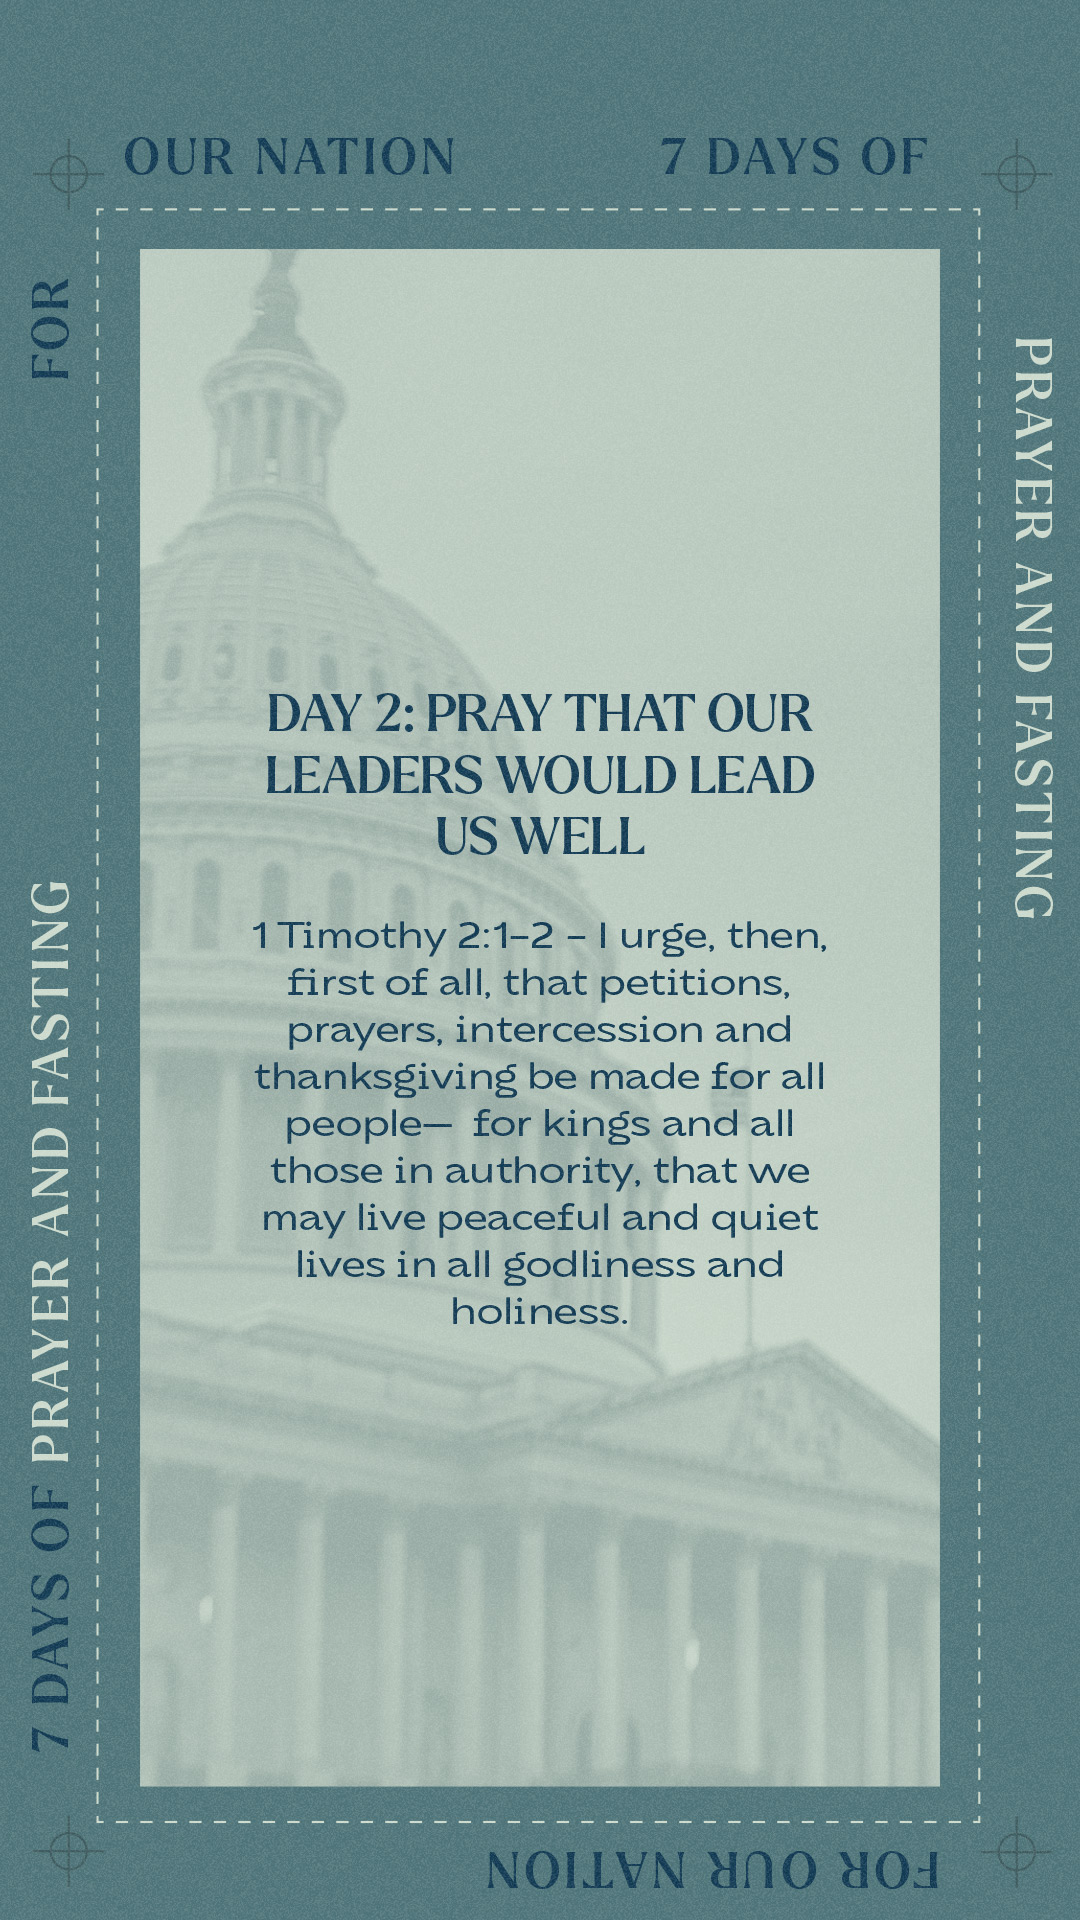 OUR NATION
7 DAYS OF
PRAYER AND FASTING
FOR OUR NATION
7 DAYS OF PRAYER AND FASTING
FOR
DAY 2: PRAY THAT OUR
LEADERS WOULD LEAD
US WELL
1 Timothy 2:1–2 – I urge, then,
first of all, that petitions,
prayers, intercession and
thanksgiving be made for all
people— for kings and all
those in authority, that we
may live peaceful and quiet
lives in all godliness and
holiness.